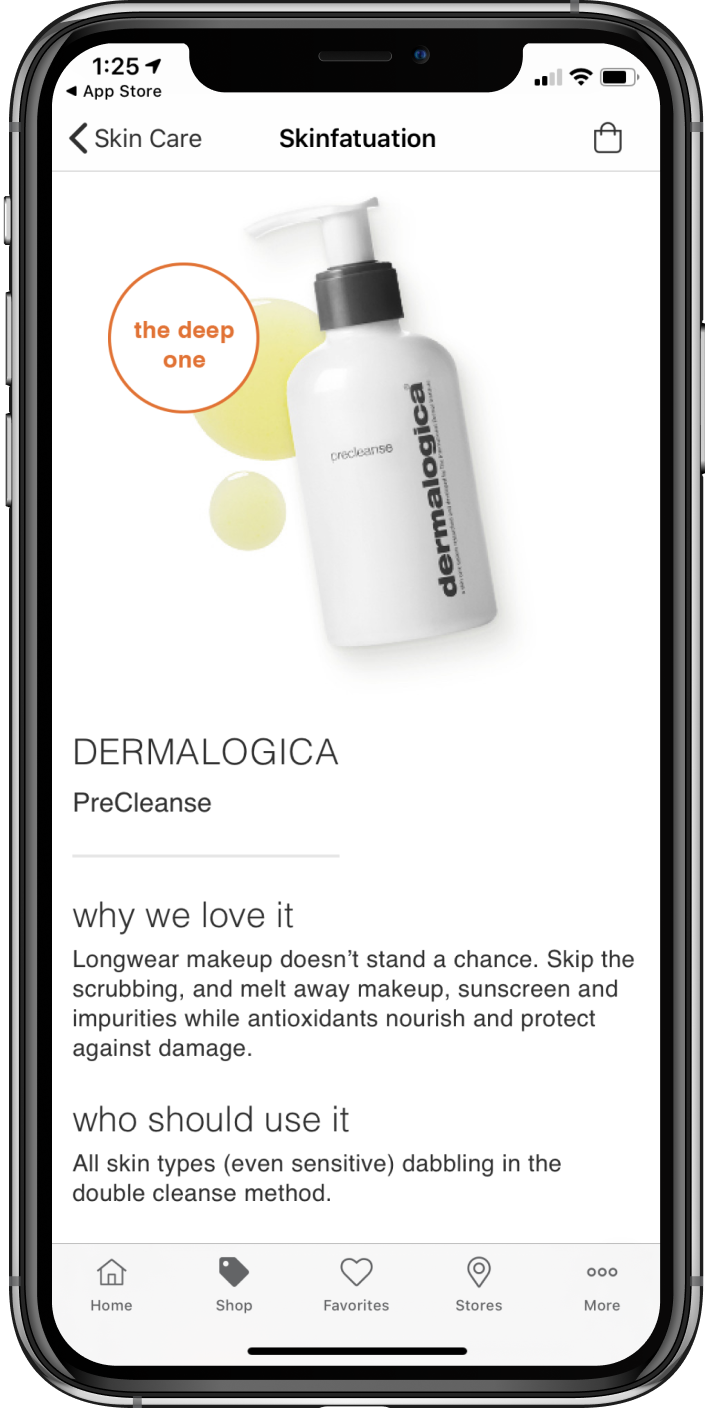 1:25
◀ App Store
Skin Care
Skinfatuation
the deep
one
precleanse
dermalogica
DERMALOGICA
PreCleanse
why we love it
Longwear makeup doesn’t stand a chance. Skip the
scrubbing, and melt away makeup, sunscreen and
impurities while antioxidants nourish and protect
against damage.
who should use it
All skin types (even sensitive) dabbling in the
double cleanse method.
Home
Shop
Favorites
Stores
More